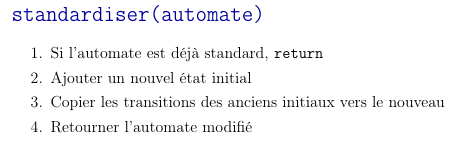 standardiser(automate)
1. Si l'automate est déjà standard, return
2. Ajouter un nouvel état initial
3. Copier les transitions des anciens initiaux vers le nouveau
4. Retourner l'automate modifié